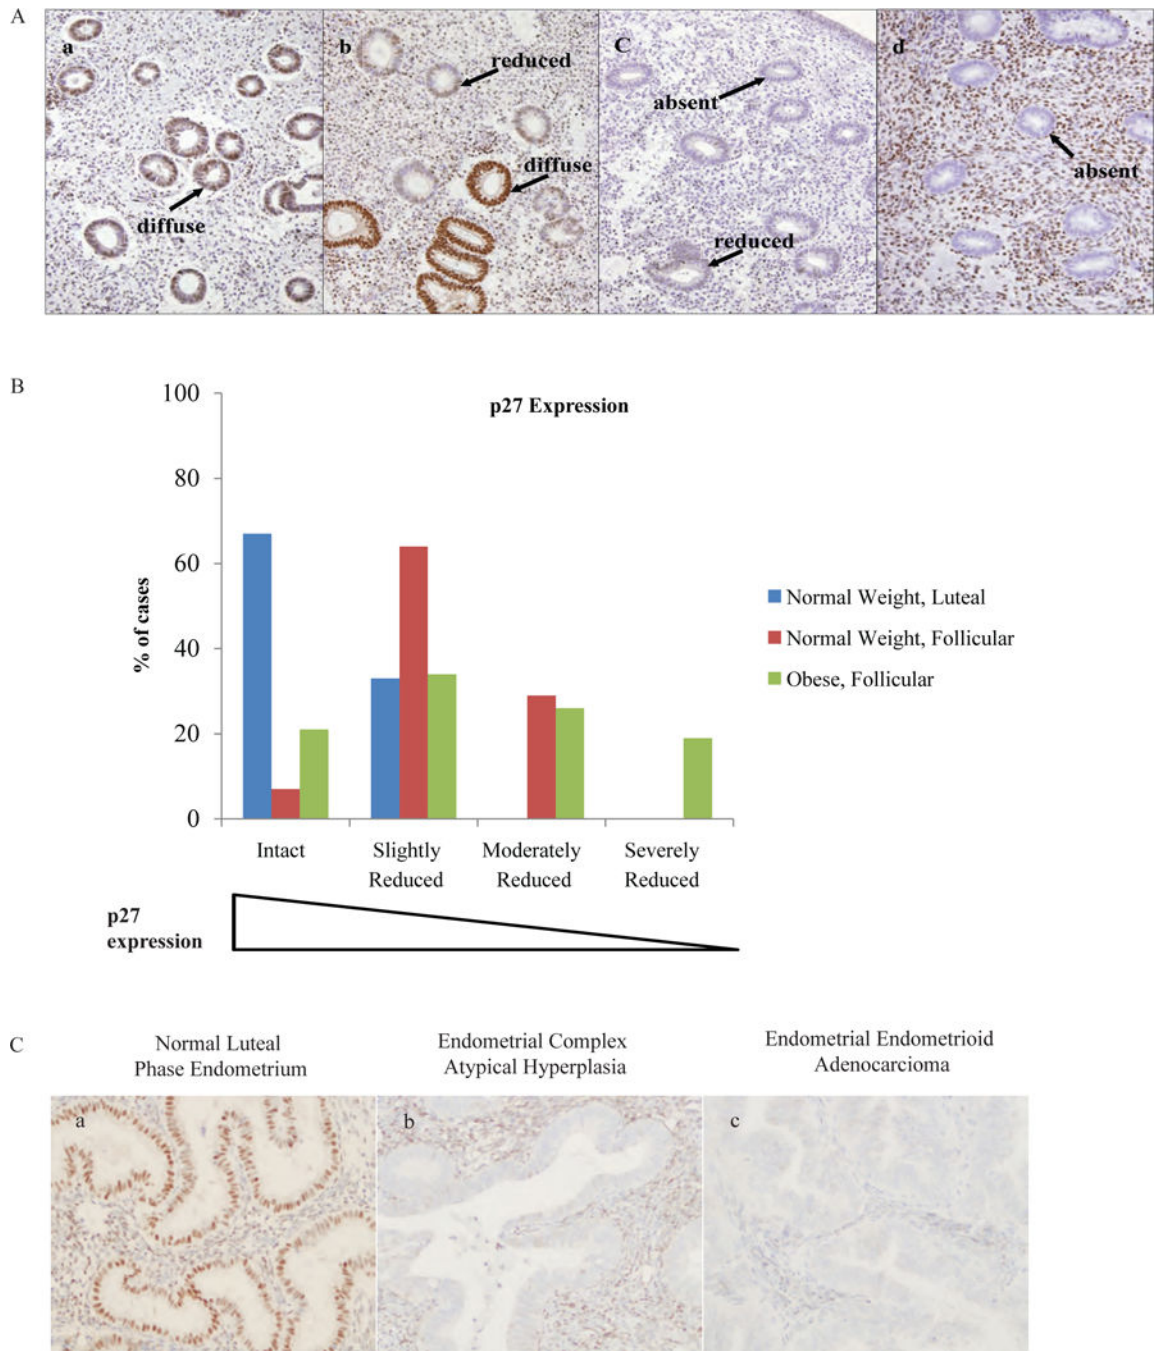 A
a
diffuse
b
reduced
diffuse
C
absent
reduced
d
absent
B
p27 Expression
100
80
60
40
20
0
% of cases
Intact
Slightly
Reduced
Moderately
Reduced
Severely
Reduced
Normal Weight, Luteal
Normal Weight, Follicular
Obese, Follicular
p27
expression
C
Normal Luteal
Phase Endometrium
Endometrial Complex
Atypical Hyperplasia
Endometrial Endometrioid
Adenocarcioma
a
b
c